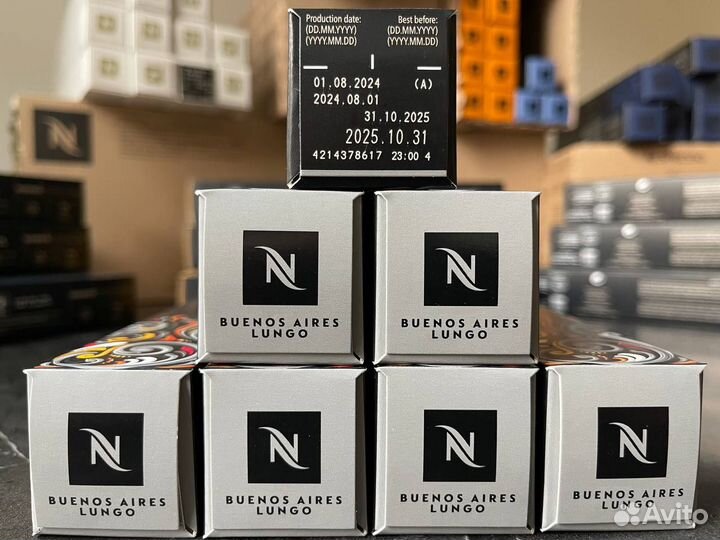 Production date:
(DD.MM.YYYY)
(YYYY.MM.DD)
Best before:
(DD.MM.YYYY)
(YYYY.MM.DD)
01.08.2024 (A)
2024.08.01
31.10.2025
2025.10.31
4214378617 23:00 4
N
BUENOS AIRES
LUNGO
N
BUENOS AIRES
LUNGO
N
BUENOS AIRES
LUNGO
N
BUENOS AIRES
LUNGO
N
BUENOS AIRES
LUNGO
N
BUENOS AIRES
LUNGO
N
Avito